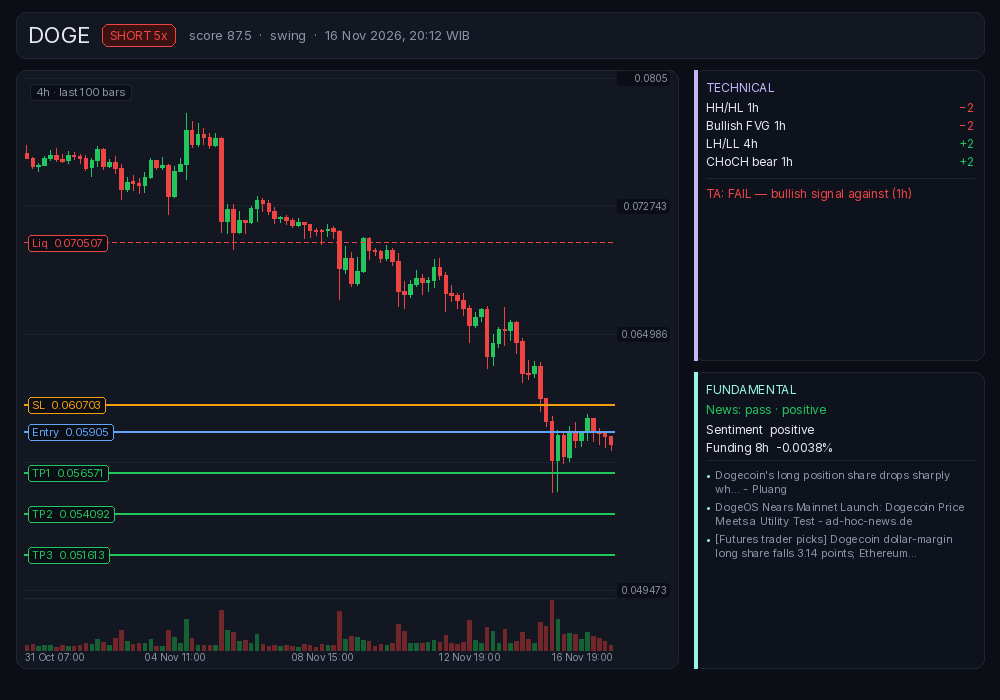 DOGE SHORT 5x score 87.5 · swing · 16 Nov 2026, 20:12 WIB
4h · last 100 bars
0.0805
0.072743
Liq 0.070507
0.064986
SL 0.060703
Entry 0.05905
TP1 0.056571
TP2 0.054092
TP3 0.051613
0.049473
31 Oct 07:00 04 Nov 11:00 08 Nov 15:00 12 Nov 19:00 16 Nov 19:00
TECHNICAL
HH/HL 1h −2
Bullish FVG 1h −2
LH/LL 4h +2
CHoCH bear 1h +2
TA: FAIL — bullish signal against (1h)
FUNDAMENTAL
News: pass · positive
Sentiment positive
Funding 8h -0.0038%
• Dogecoin's long position share drops sharply
wh... - Pluang
• DogeOS Nears Mainnet Launch: Dogecoin Price
Meets a Utility Test - ad-hoc-news.de
• [Futures trader picks] Dogecoin dollar-margin
long share falls 3.14 points; Ethereum...